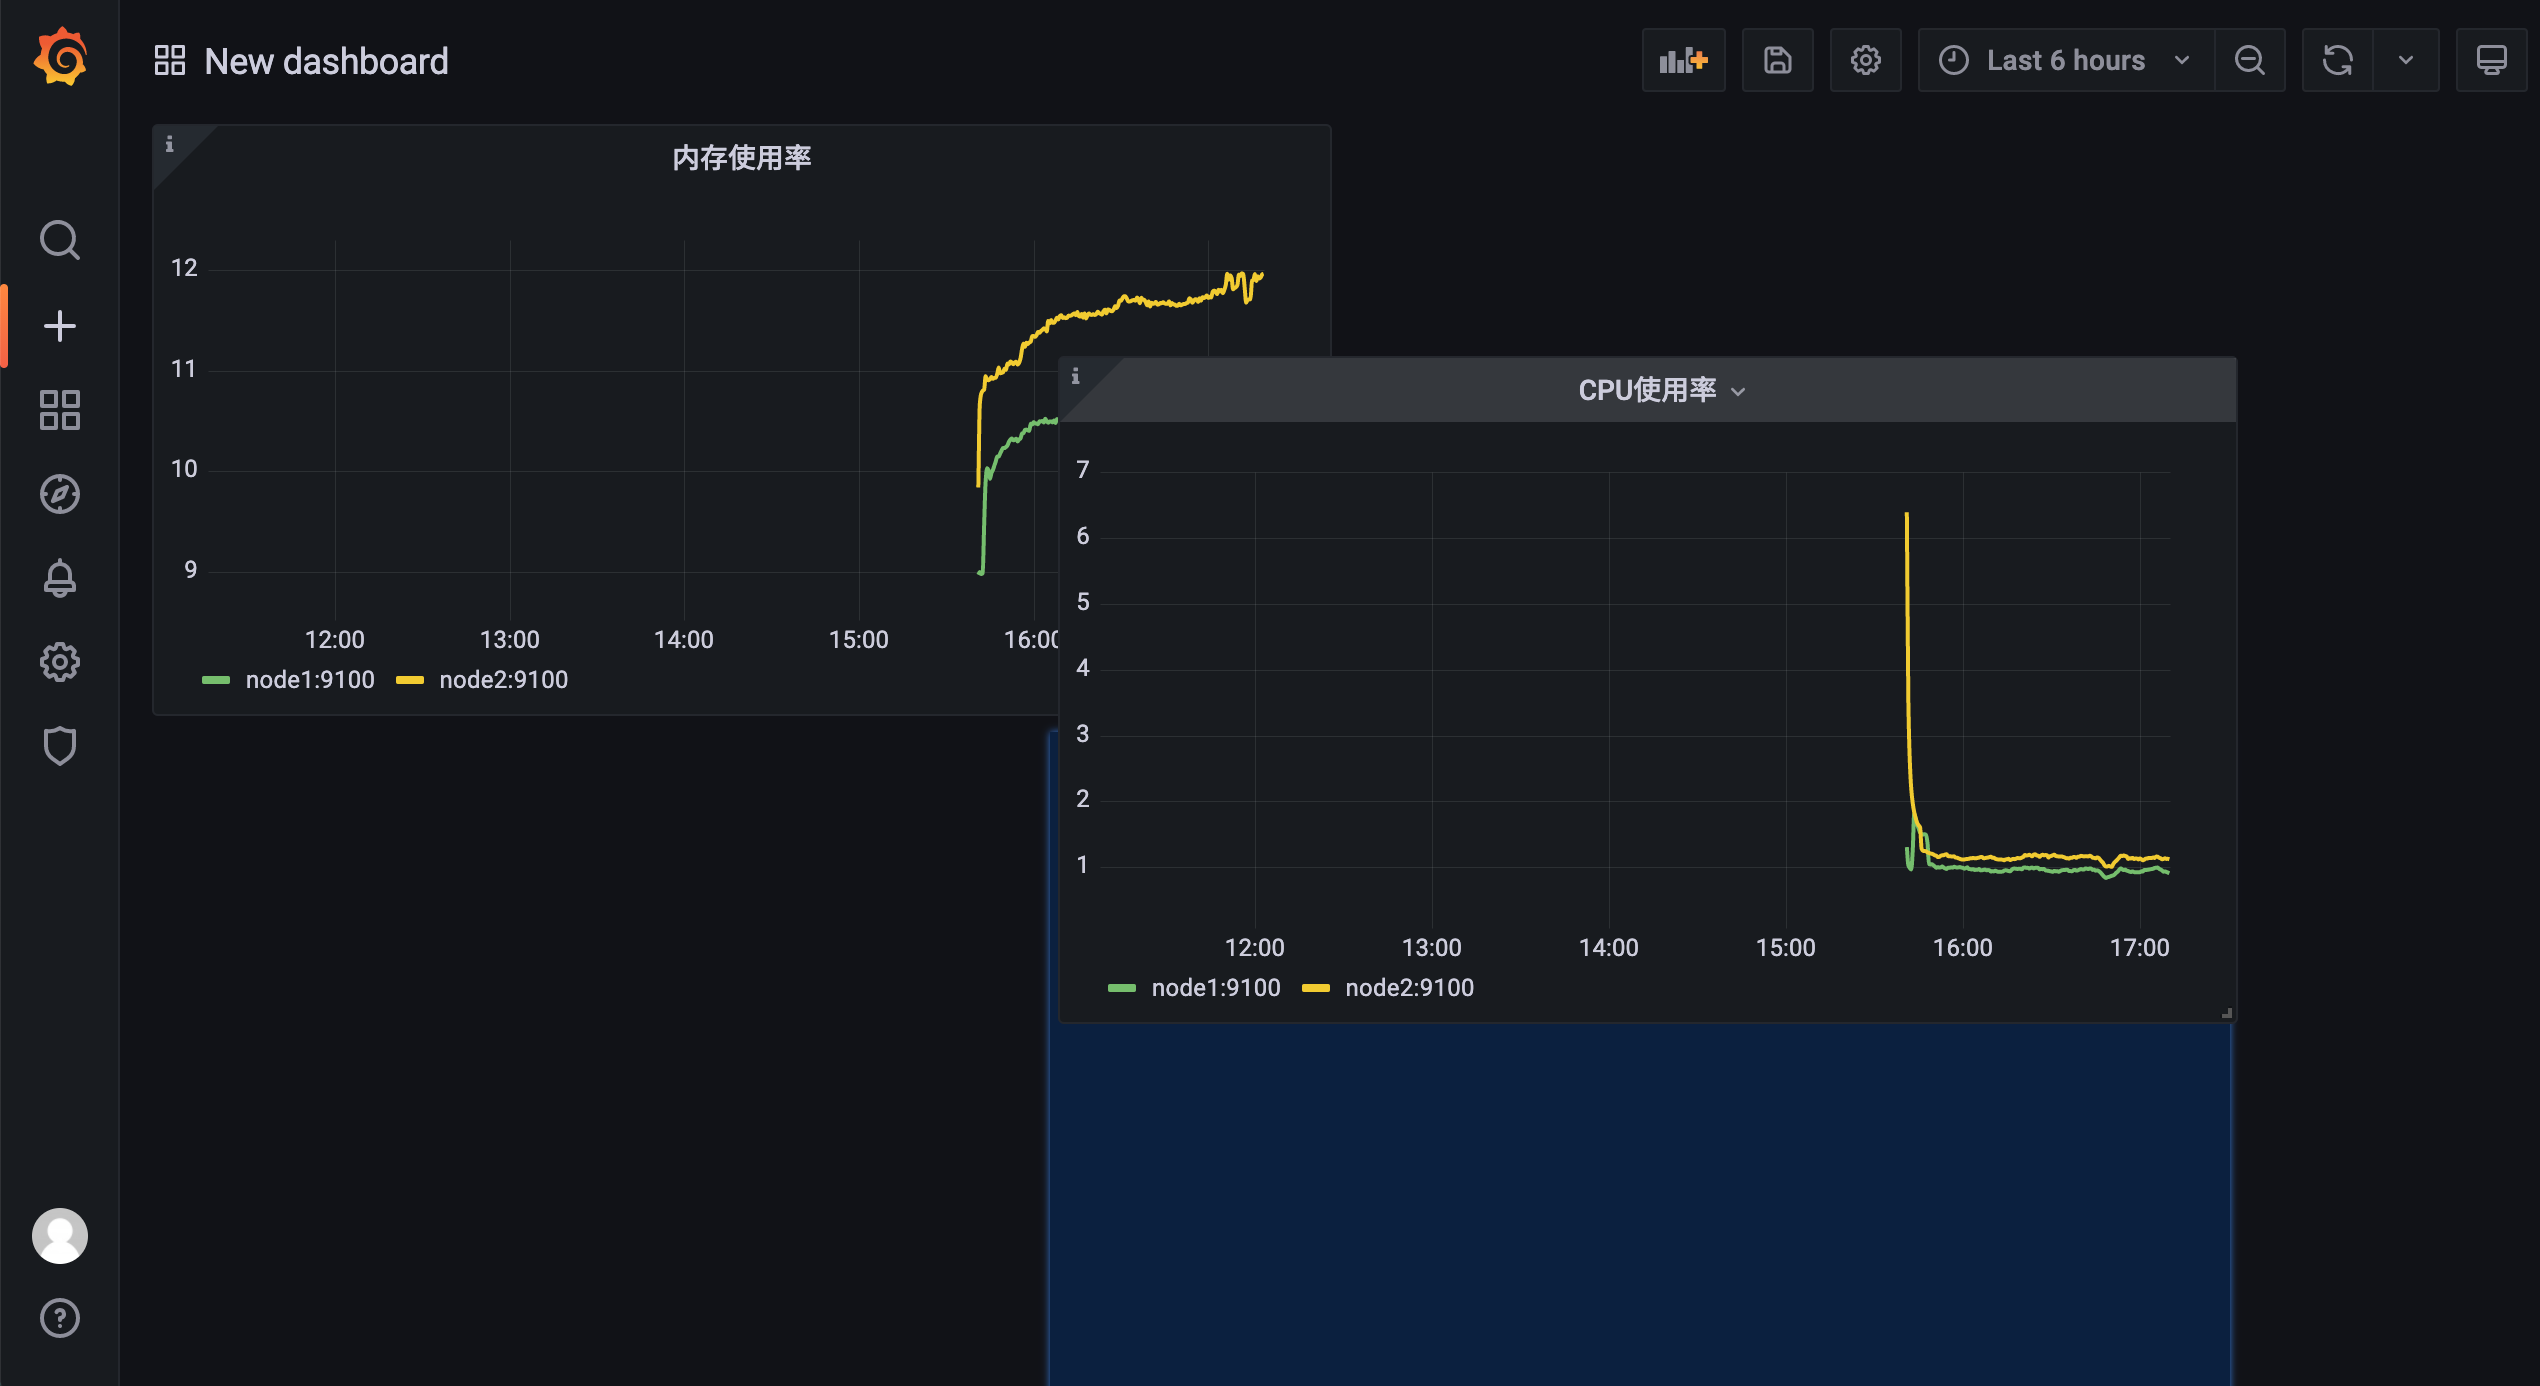 New dashboard
Last 6 hours
内存使用率
12
11
10
9
12:00 13:00 14:00 15:00 16:00
node1:9100 node2:9100
CPU使用率
7
6
5
4
3
2
1
12:00 13:00 14:00 15:00 16:00 17:00
node1:9100 node2:9100